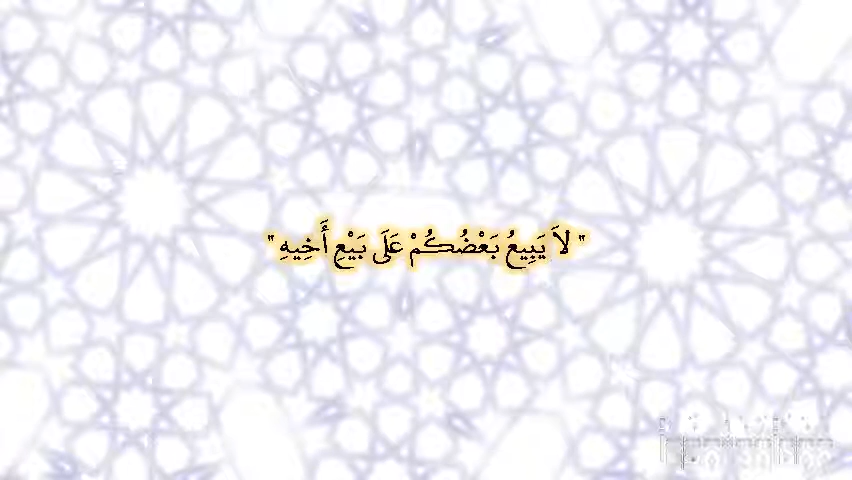 " لاَ يَبِيعُ بَعْضُكُمْ عَلَى بَيْعِ أَخِيهِ "